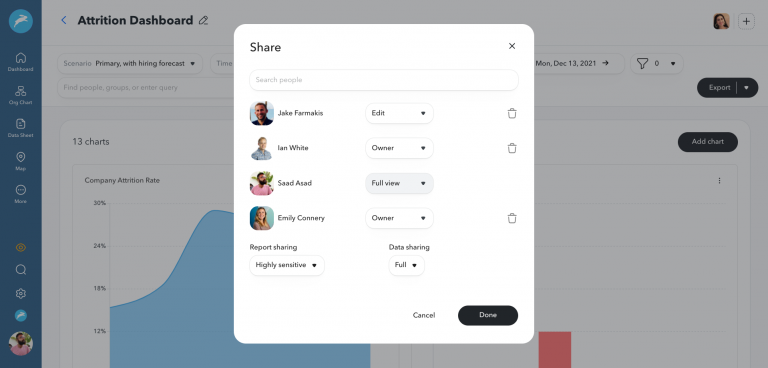 Attrition Dashboard
Scenario: Primary, with hiring forecast
Time
Mon, Dec 13, 2021
0
Find people, groups, or enter query
Export
Dashboard
Org Chart
Data Sheet
Map
More
13 charts
Add chart
Company Attrition Rate
30%
24%
18%
12%
Share
Search people
Jake Farmakis
Edit
Ian White
Owner
Saad Asad
Full view
Emily Connery
Owner
Report sharing
Data sharing
Highly sensitive
Full
Cancel
Done